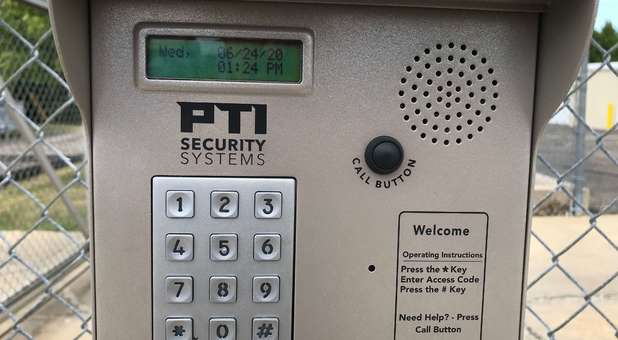 Wed, 06/24/20
01:24 PM
PTI
SECURITY
SYSTEMS
CALL BUTTON
1 2 3
4 5 6
7 8 9
* 0 #
Welcome
Operating Instructions
Press the ★ Key
Enter Access Code
Press the # Key
Need Help? - Press
Call Button